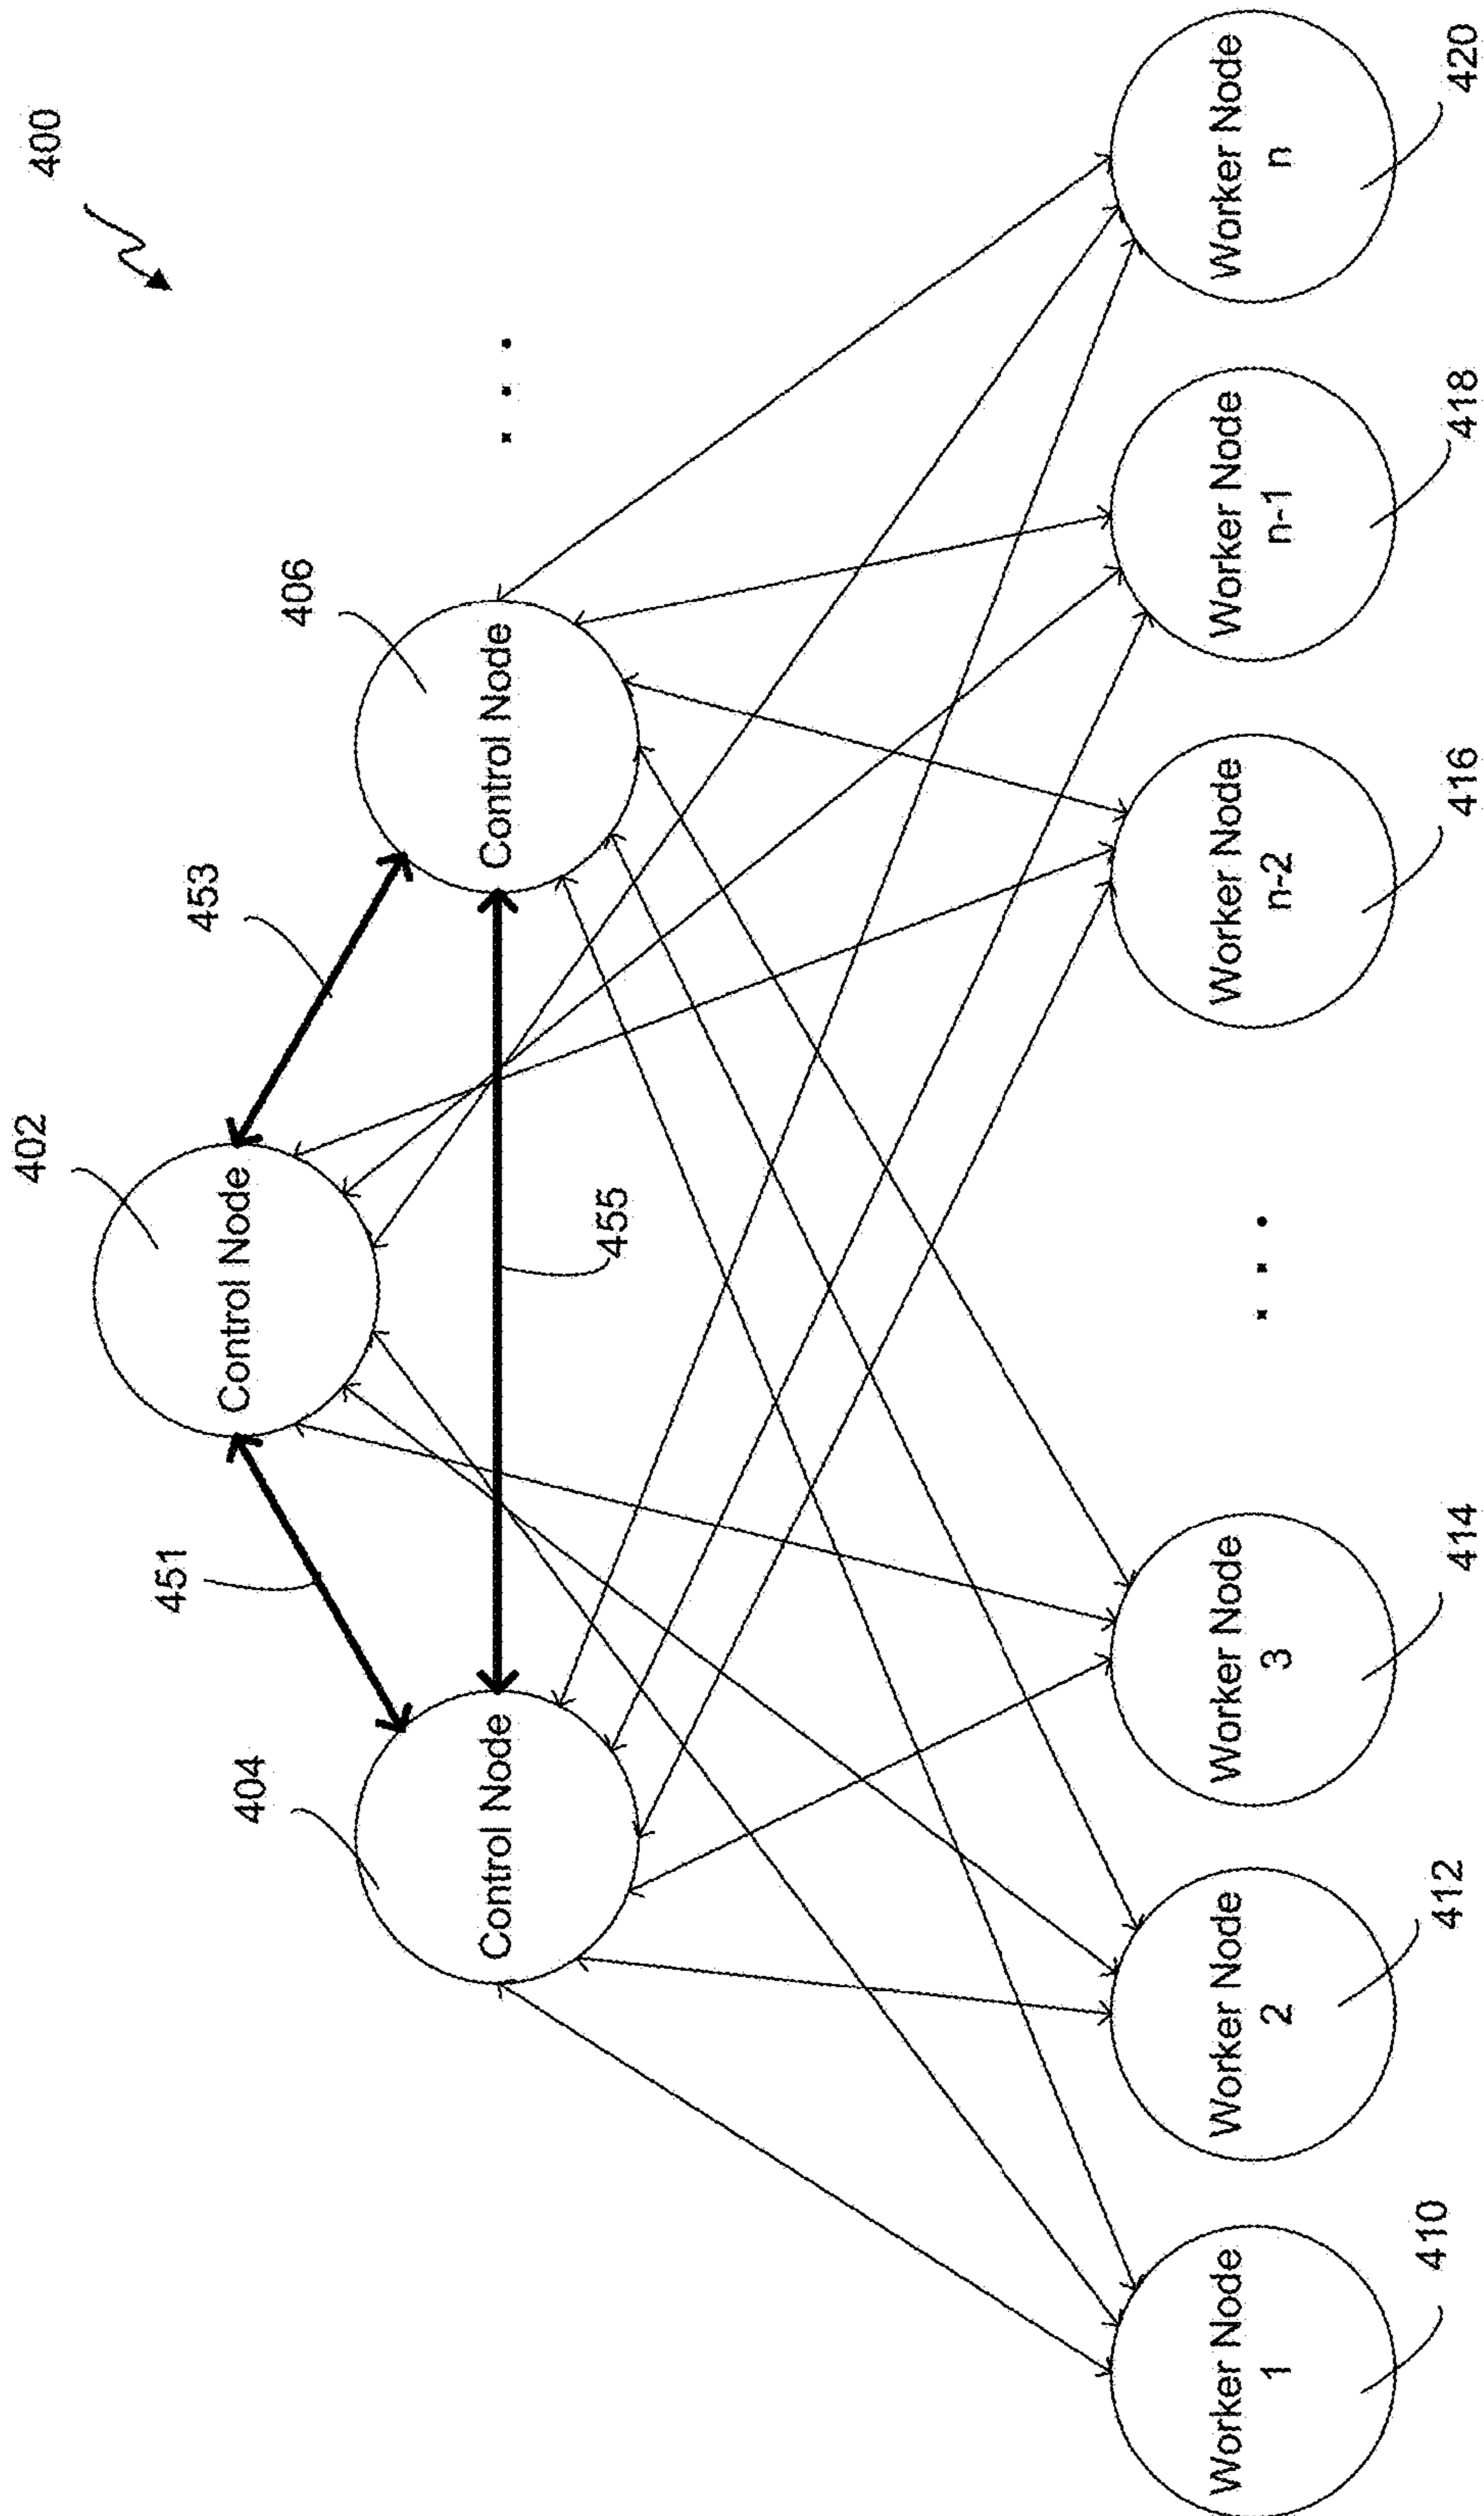 400
402
Control Node
451
453
404
Control Node
406
Control Node
. . .
455
Worker Node
1
Worker Node
2
Worker Node
3
. . .
Worker Node
n-2
Worker Node
n-1
Worker Node
n
410
412
414
416
418
420